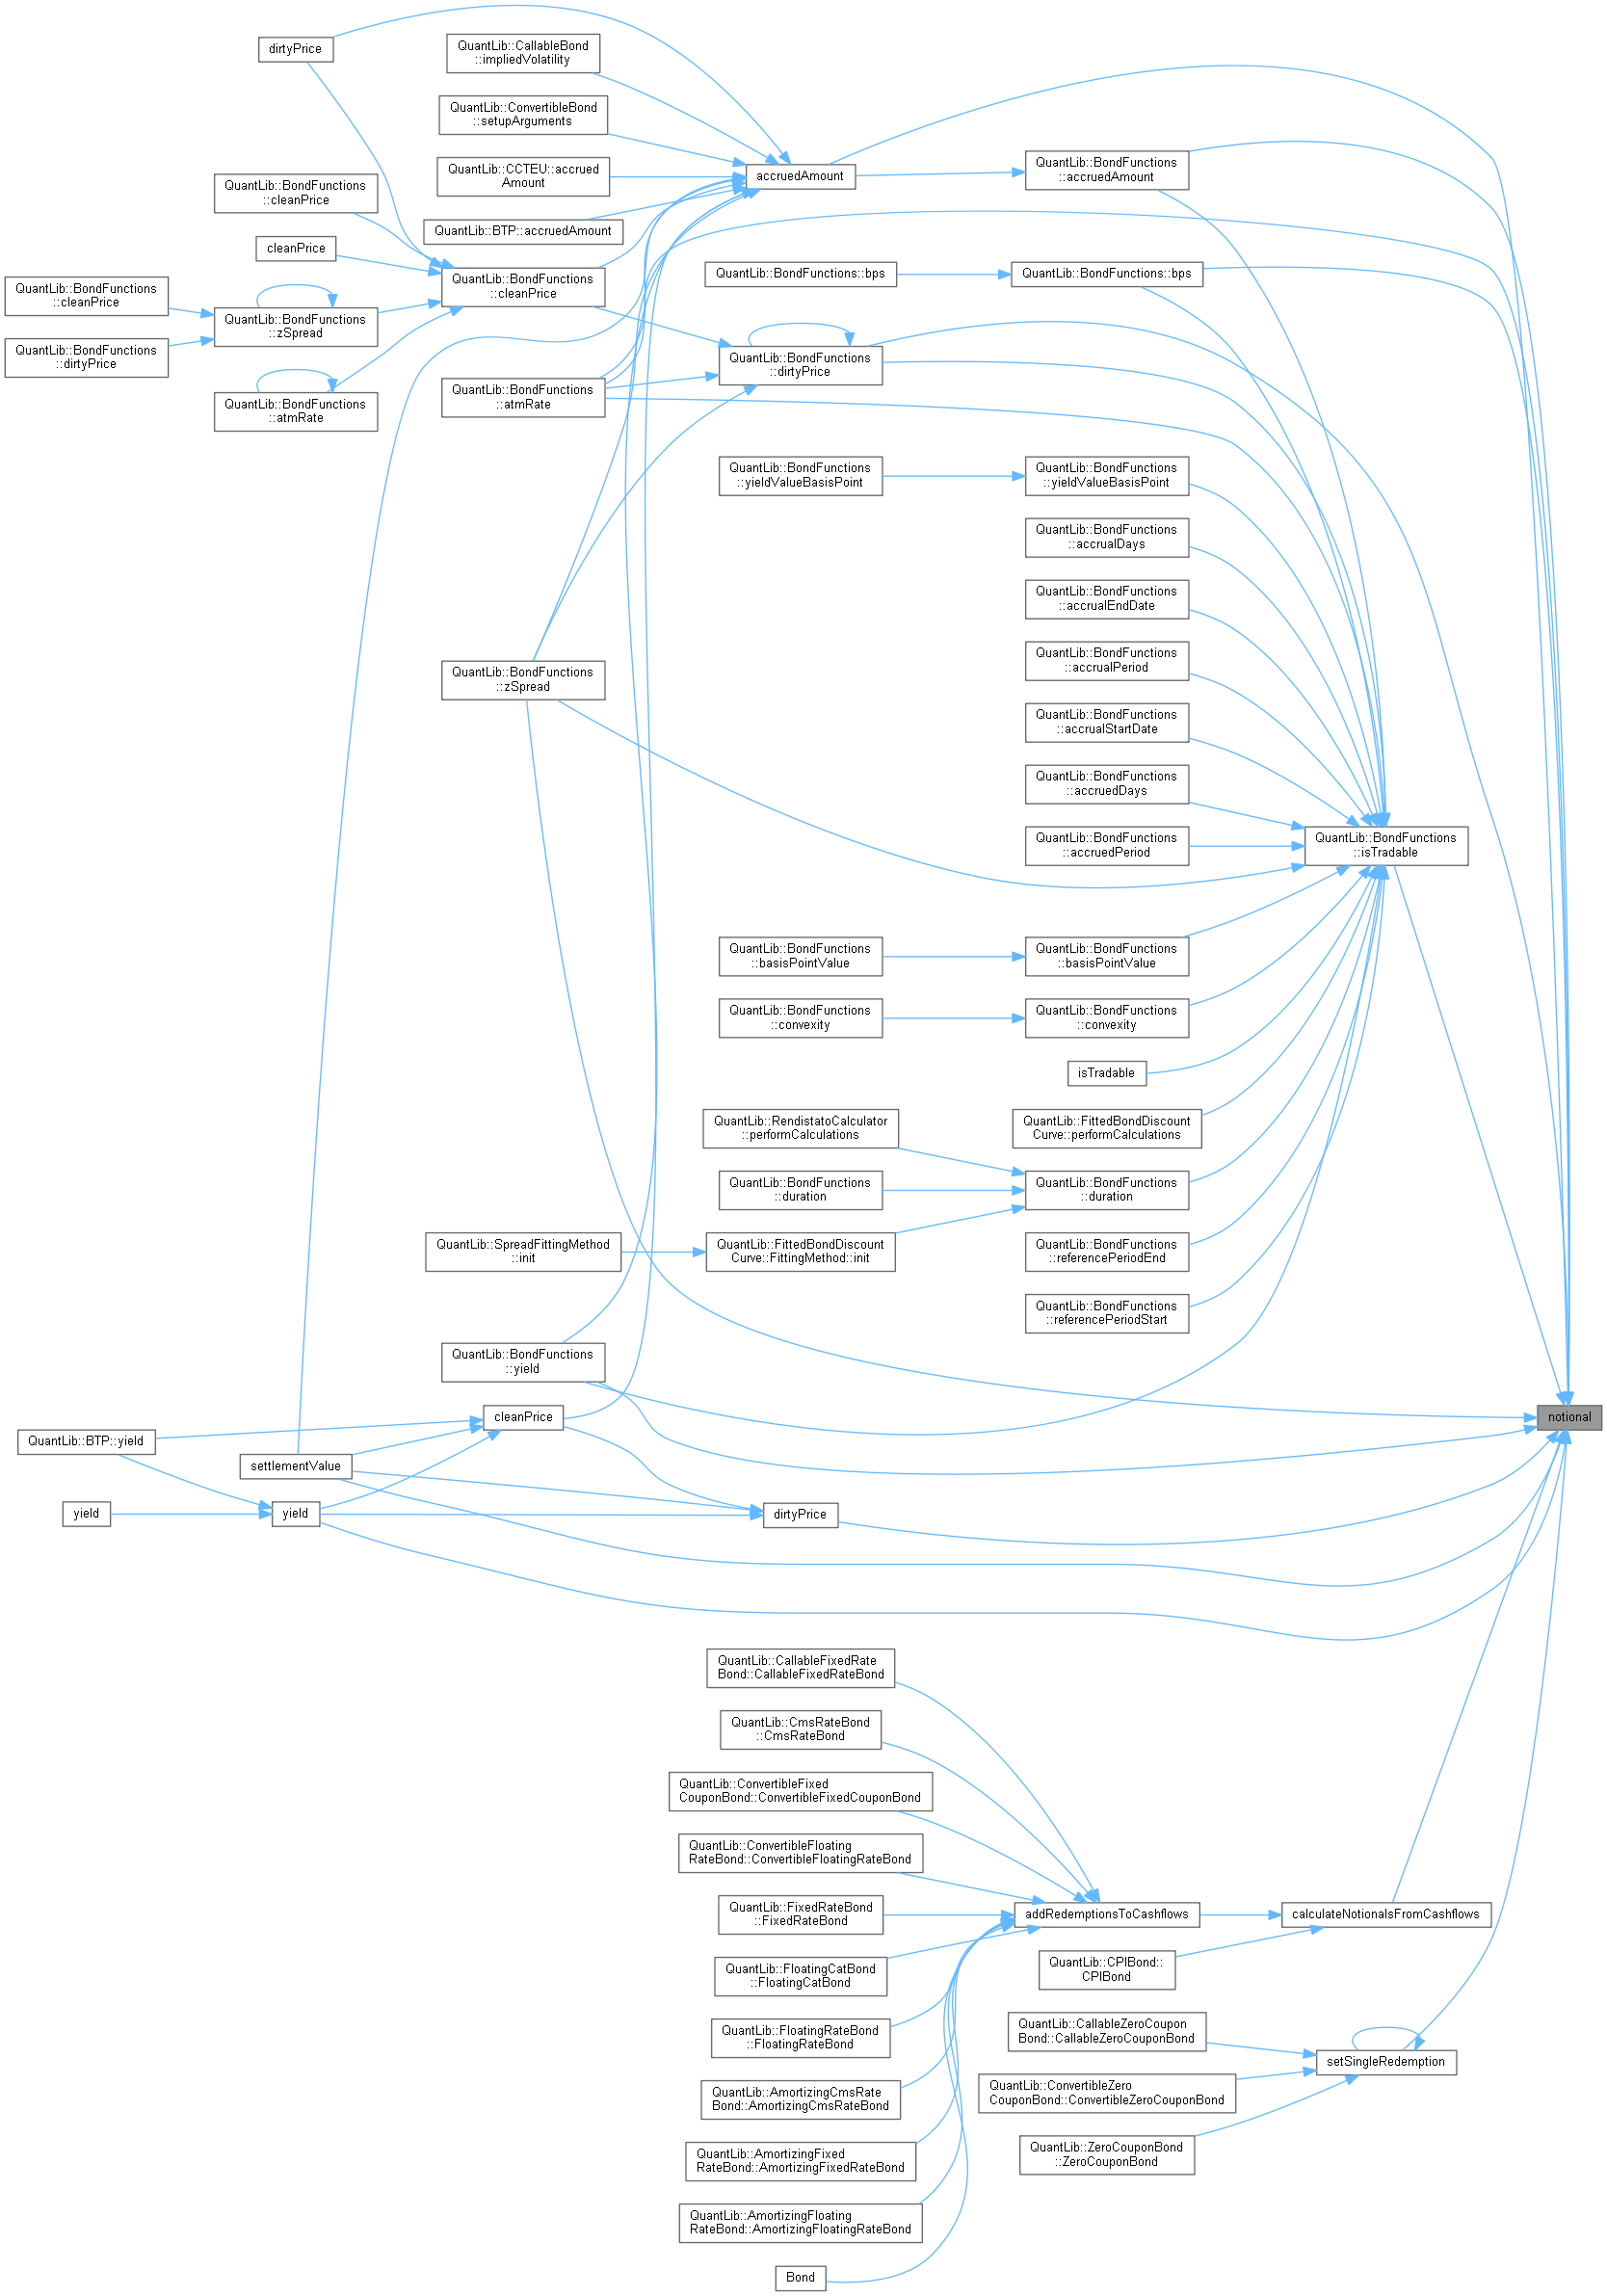 dirtyPrice
QuantLib::CallableBond
::impliedVolatility
QuantLib::ConvertibleBond
::setupArguments
QuantLib::CCTEU::accrued
Amount
QuantLib::BTP::accruedAmount
accruedAmount
QuantLib::BondFunctions
::accruedAmount
QuantLib::BondFunctions
::cleanPrice
cleanPrice
QuantLib::BondFunctions
::cleanPrice
QuantLib::BondFunctions::bps
QuantLib::BondFunctions::bps
QuantLib::BondFunctions
::cleanPrice
QuantLib::BondFunctions
::zSpread
QuantLib::BondFunctions
::dirtyPrice
QuantLib::BondFunctions
::dirtyPrice
QuantLib::BondFunctions
::atmRate
QuantLib::BondFunctions
::atmRate
QuantLib::BondFunctions
::yieldValueBasisPoint
QuantLib::BondFunctions
::yieldValueBasisPoint
QuantLib::BondFunctions
::accrualDays
QuantLib::BondFunctions
::accrualEndDate
QuantLib::BondFunctions
::accrualPeriod
QuantLib::BondFunctions
::zSpread
QuantLib::BondFunctions
::accrualStartDate
QuantLib::BondFunctions
::accruedDays
QuantLib::BondFunctions
::accruedPeriod
QuantLib::BondFunctions
::isTradable
QuantLib::BondFunctions
::basisPointValue
QuantLib::BondFunctions
::basisPointValue
QuantLib::BondFunctions
::convexity
QuantLib::BondFunctions
::convexity
isTradable
QuantLib::RendistatoCalculator
::performCalculations
QuantLib::FittedBondDiscount
Curve::performCalculations
QuantLib::BondFunctions
::duration
QuantLib::BondFunctions
::duration
QuantLib::SpreadFittingMethod
::init
QuantLib::FittedBondDiscount
Curve::FittingMethod::init
QuantLib::BondFunctions
::referencePeriodEnd
QuantLib::BondFunctions
::referencePeriodStart
QuantLib::BondFunctions
::yield
cleanPrice
notional
QuantLib::BTP::yield
settlementValue
yield
yield
dirtyPrice
QuantLib::CallableFixedRate
Bond::CallableFixedRateBond
QuantLib::CmsRateBond
::CmsRateBond
QuantLib::ConvertibleFixed
CouponBond::ConvertibleFixedCouponBond
QuantLib::ConvertibleFloating
RateBond::ConvertibleFloatingRateBond
QuantLib::FixedRateBond
::FixedRateBond
addRedemptionsToCashflows
calculateNotionalsFromCashflows
QuantLib::FloatingCatBond
::FloatingCatBond
QuantLib::CPIBond::
CPIBond
QuantLib::FloatingRateBond
::FloatingRateBond
QuantLib::CallableZeroCoupon
Bond::CallableZeroCouponBond
setSingleRedemption
QuantLib::AmortizingCmsRate
Bond::AmortizingCmsRateBond
QuantLib::ConvertibleZero
CouponBond::ConvertibleZeroCouponBond
QuantLib::AmortizingFixed
RateBond::AmortizingFixedRateBond
QuantLib::ZeroCouponBond
::ZeroCouponBond
QuantLib::AmortizingFloating
RateBond::AmortizingFloatingRateBond
Bond